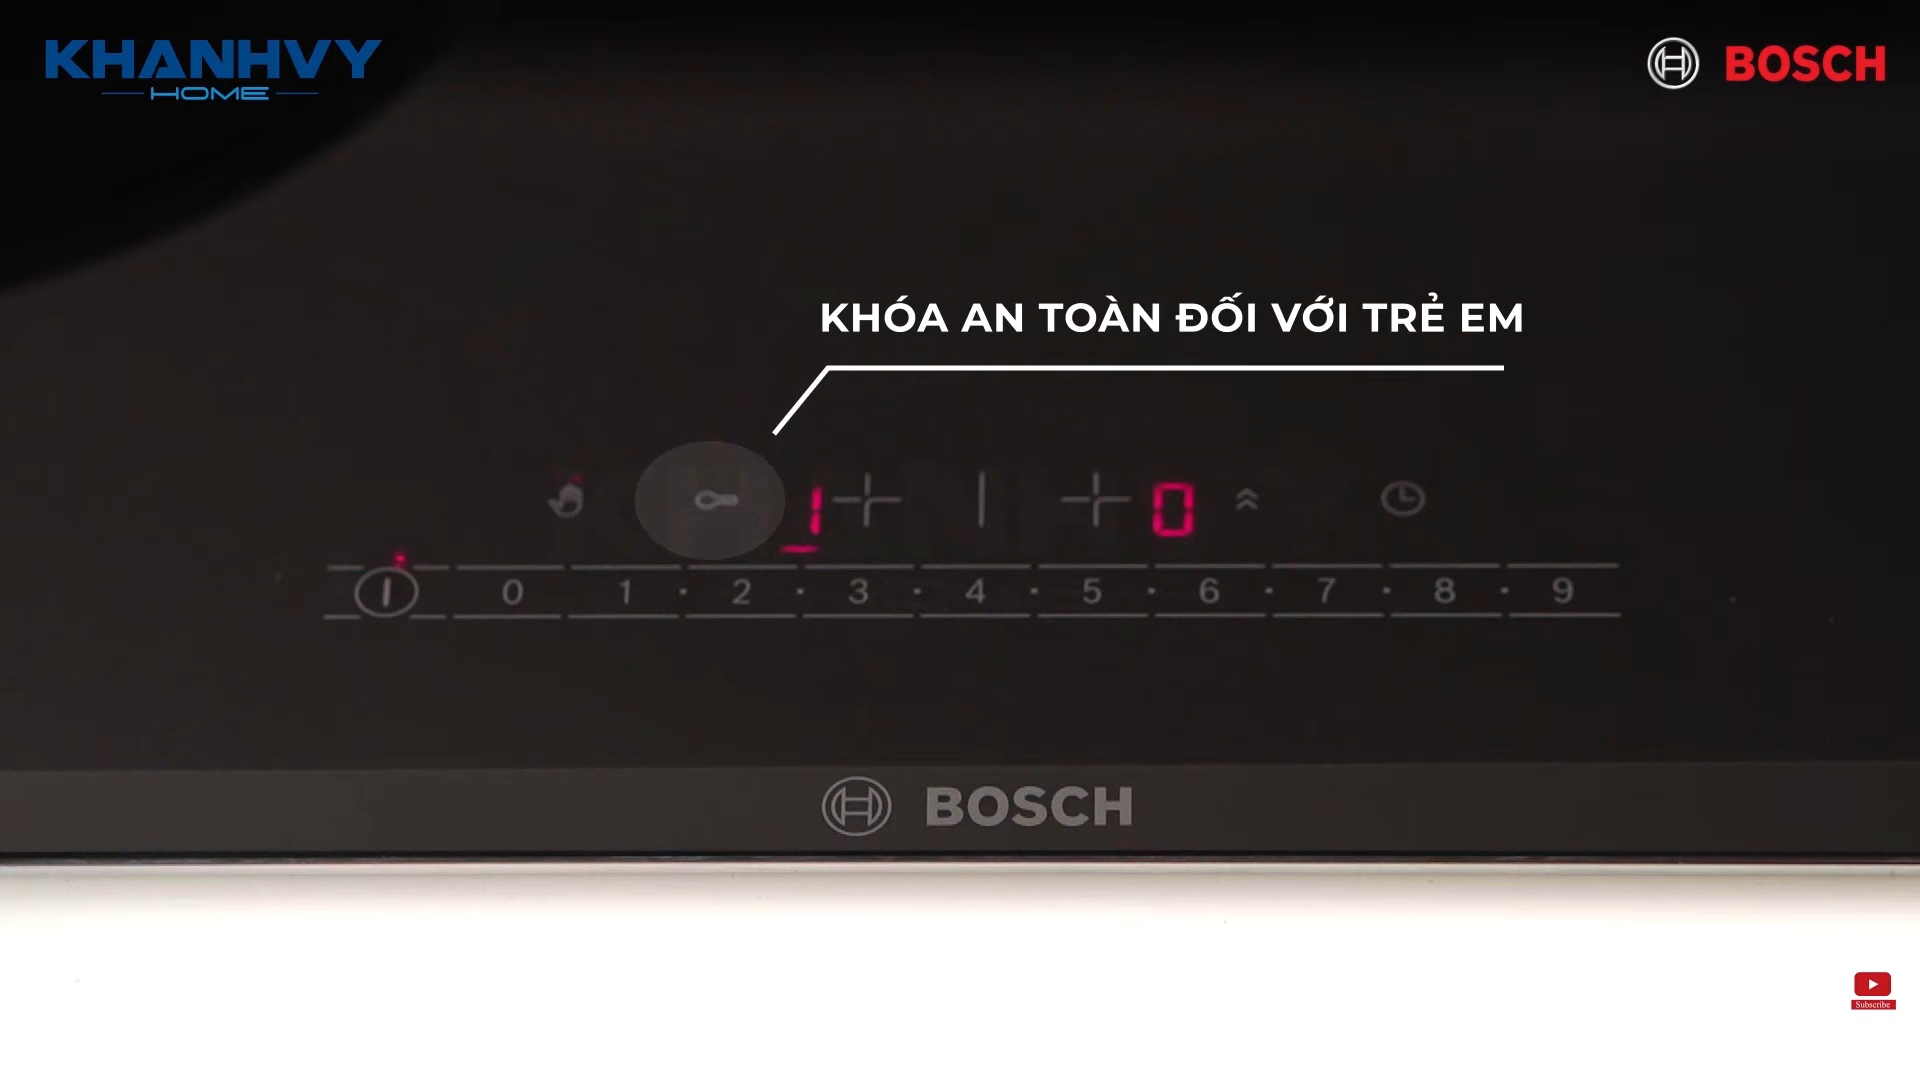 KHANHVY
HOME
BOSCH
KHÓA AN TOÀN ĐỐI VỚI TRẺ EM
1 0
0 1 · 2 · 3 · 4 · 5 · 6 · 7 · 8 · 9
BOSCH
Subscribe